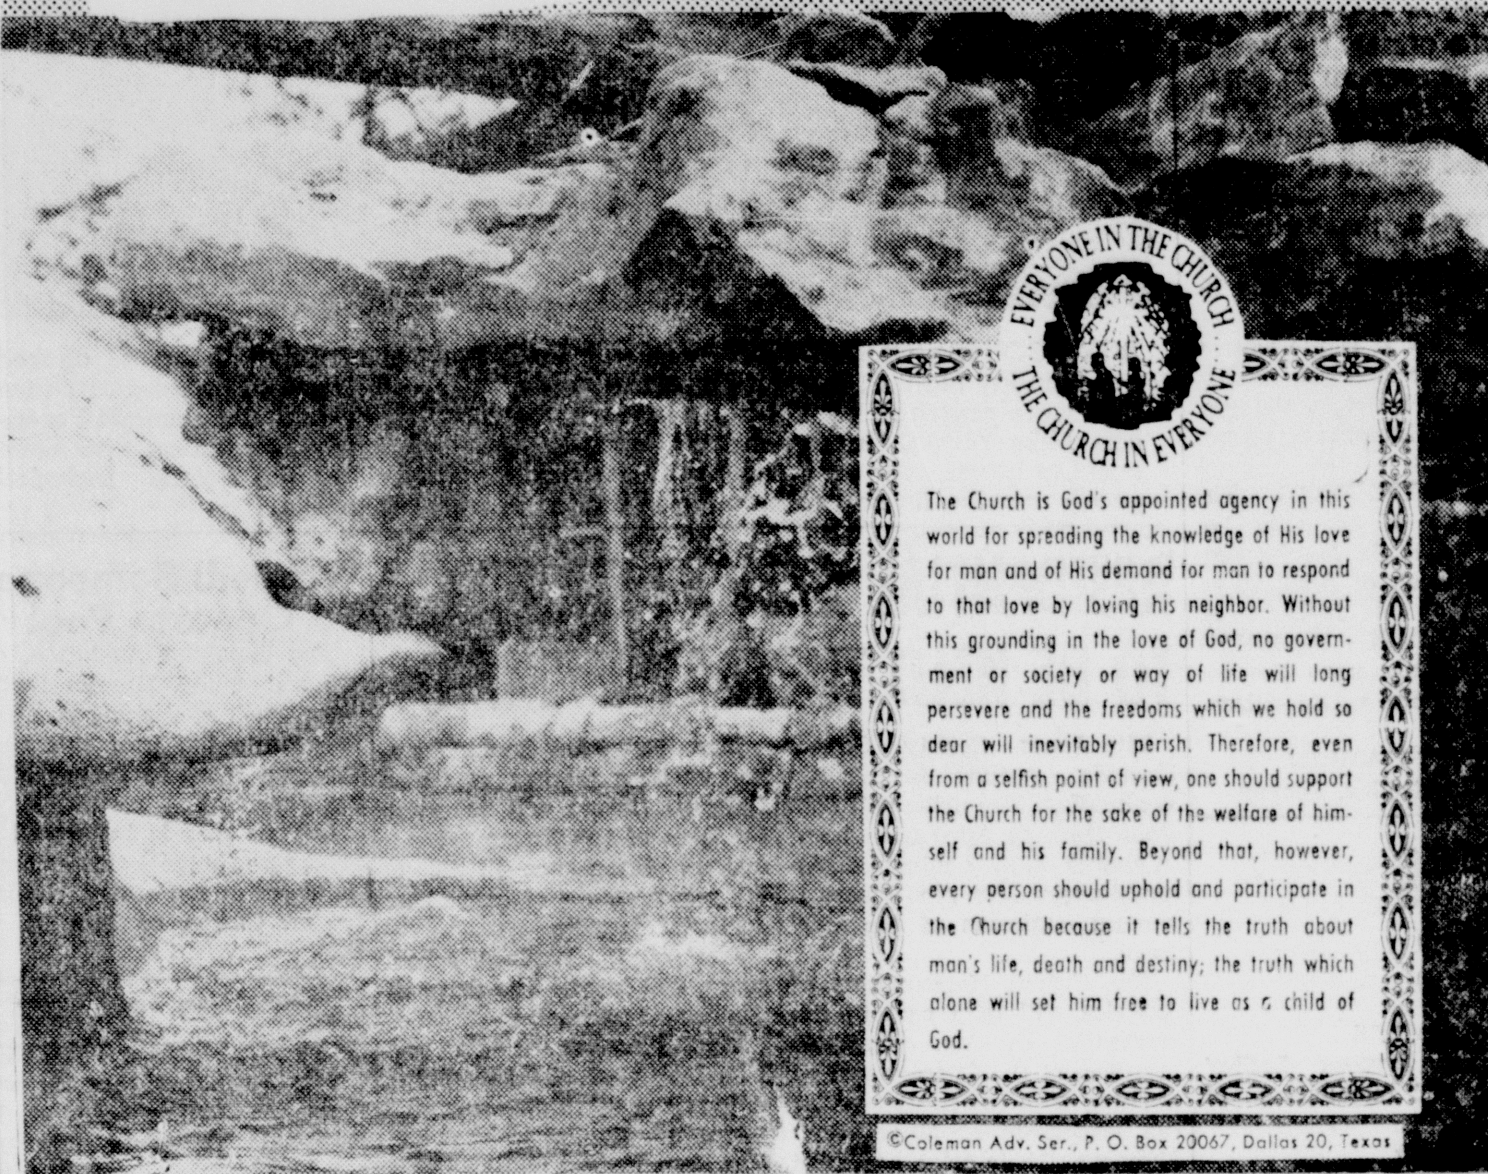 EVERYONE IN THE CHURCH
THE CHURCH IN EVERYONE
The Church is God's appointed agency in this
world for spreading the knowledge of His love
for man and of His demand for man to respond
to that love by loving his neighbor. Without
this grounding in the love of God, no govern-
ment or society or way of life will long
persevere and the freedoms which we hold so
dear will inevitably perish. Therefore, even
from a selfish point of view, one should support
the Church for the sake of the welfare of him-
self and his family. Beyond that, however,
every person should uphold and participate in
the Church because it tells the truth about
man's life, death and destiny; the truth which
alone will set him free to live as a child of
God.
©Coleman Adv. Ser., P. O. Box 20067, Dallas 20, Texas